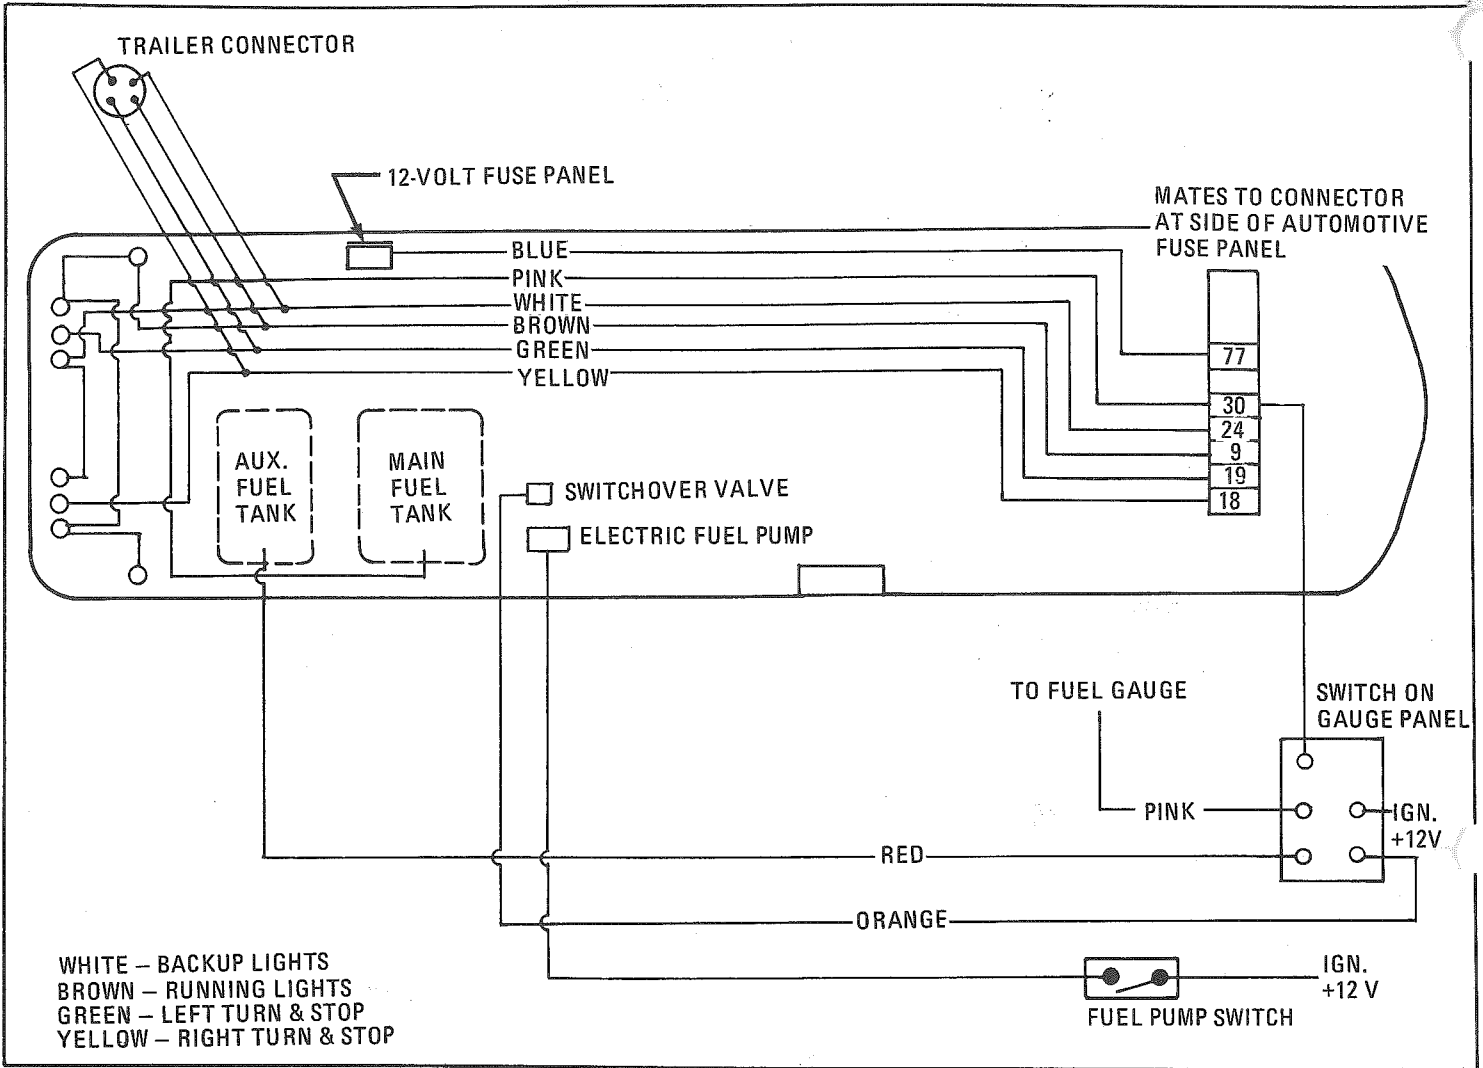 TRAILER CONNECTOR
12-VOLT FUSE PANEL
MATES TO CONNECTOR
AT SIDE OF AUTOMOTIVE
FUSE PANEL
BLUE
PINK
WHITE
BROWN
GREEN
YELLOW
77
30
24
9
19
18
AUX.
FUEL
TANK
MAIN
FUEL
TANK
SWITCHOVER VALVE
ELECTRIC FUEL PUMP
TO FUEL GAUGE
SWITCH ON
GAUGE PANEL
PINK
IGN.
+12V
RED
ORANGE
WHITE – BACKUP LIGHTS
BROWN – RUNNING LIGHTS
GREEN – LEFT TURN & STOP
YELLOW – RIGHT TURN & STOP
IGN.
+12 V
FUEL PUMP SWITCH